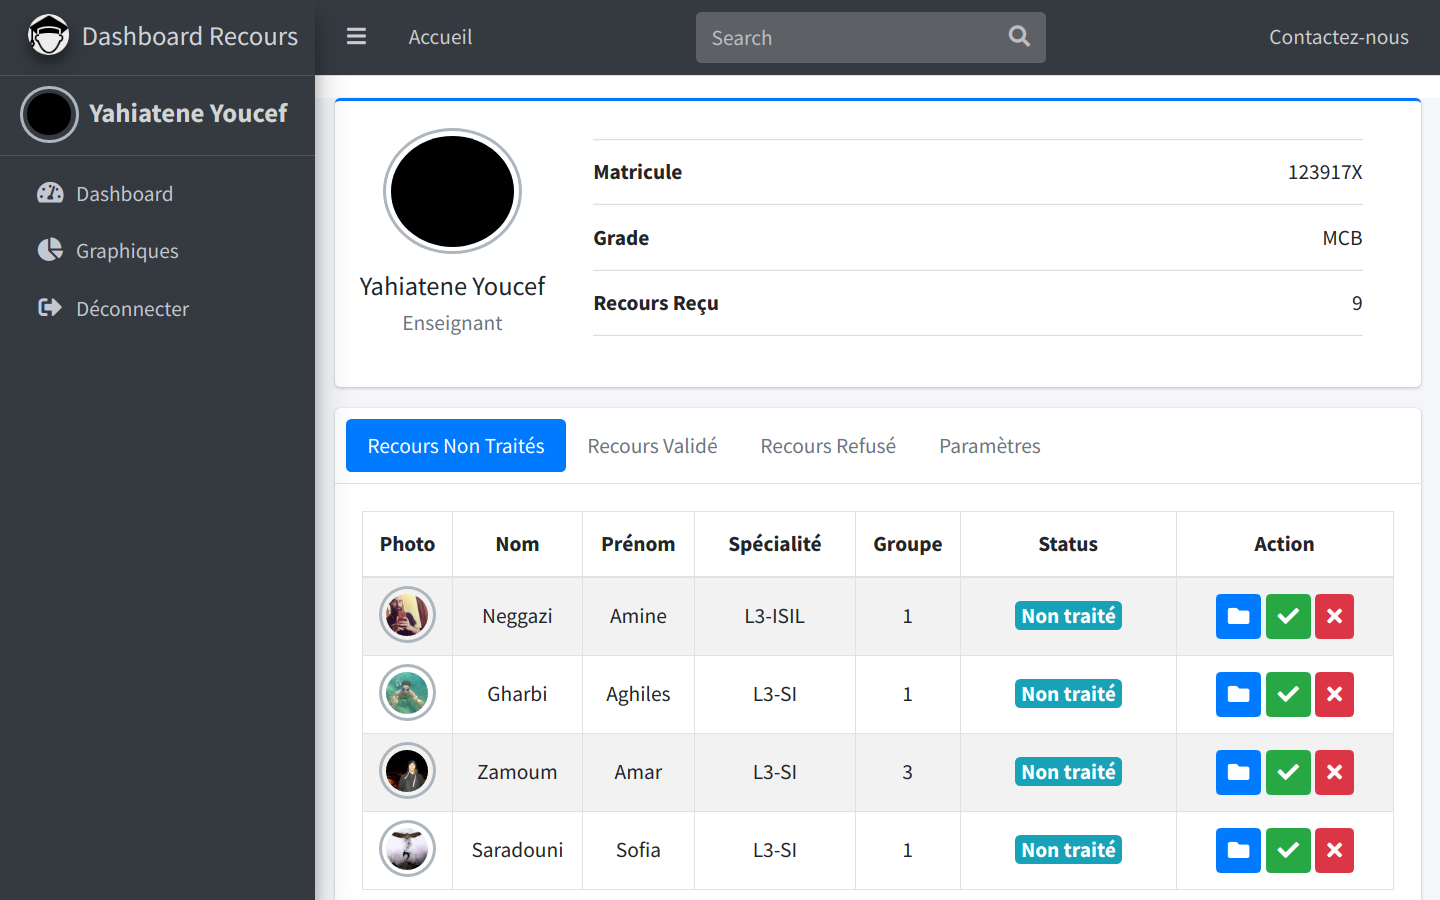 Dashboard Recours
Accueil
Search
Contactez-nous
Yahiatene Youcef
Dashboard
Graphiques
Déconnecter
Yahiatene Youcef
Enseignant
Matricule 123917X
Grade MCB
Recours Reçu 9
Recours Non Traités Recours Validé Recours Refusé Paramètres
Photo Nom Prénom Spécialité Groupe Status Action
Neggazi Amine L3-ISIL 1 Non traité
Gharbi Aghiles L3-SI 1 Non traité
Zamoum Amar L3-SI 3 Non traité
Saradouni Sofia L3-SI 1 Non traité